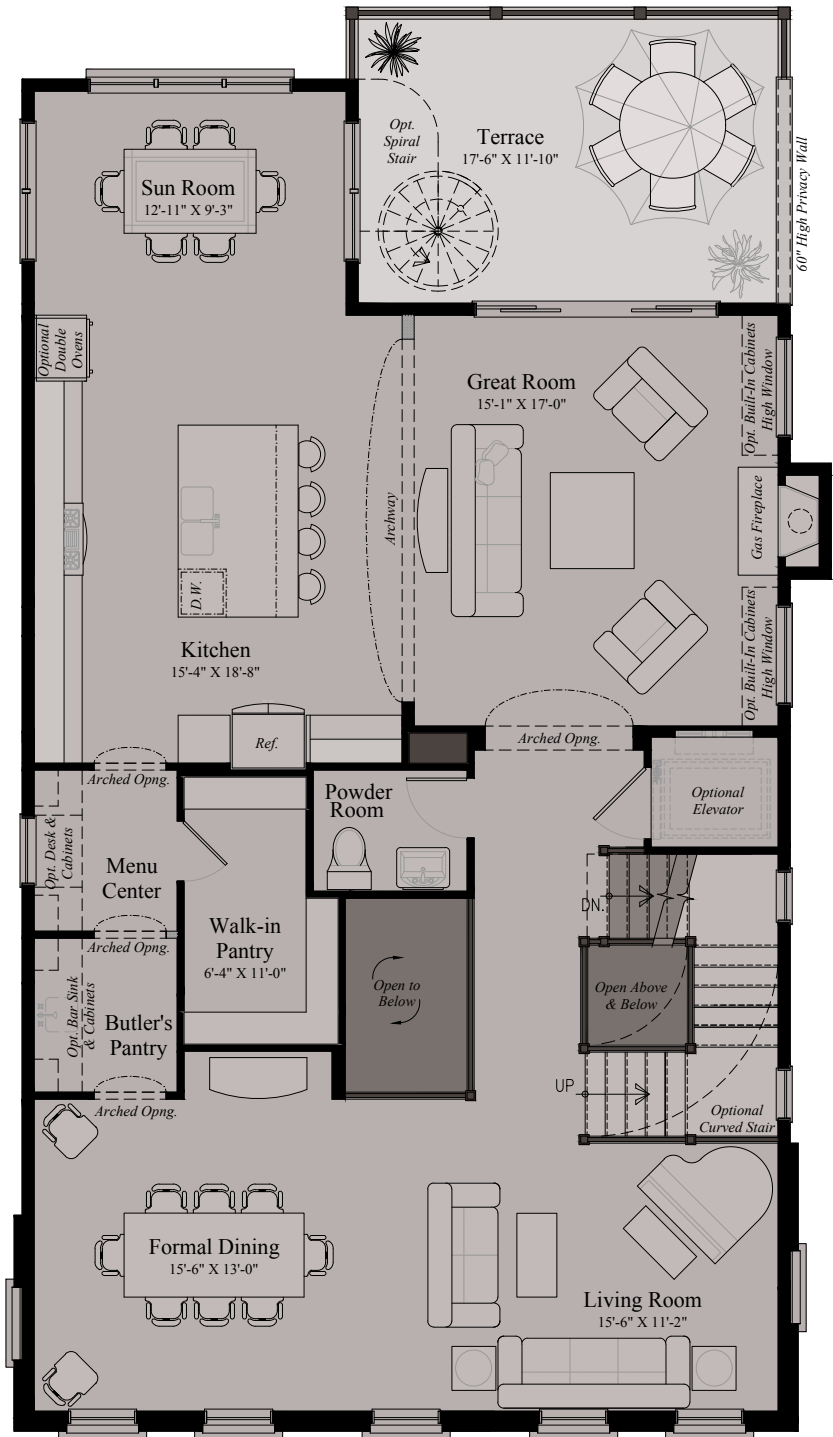 Opt.
Spiral
Stair
Terrace
17'-6" X 11'-10"
60" High Privacy Wall
Sun Room
12'-11" X 9'-3"
Optional
Double
Ovens
Great Room
15'-1" X 17'-0"
Opt. Built-In Cabinets
High Window
Archway
Gas Fireplace
D.W.
Opt. Built-In Cabinets
High Window
Kitchen
15'-4" X 18'-8"
Ref.
Arched Opng.
Arched Opng.
Powder
Room
Optional
Elevator
Opt. Desk &
Cabinets
Menu
Center
DN.
Arched Opng.
Walk-in
Pantry
6'-4" X 11'-0"
Open to
Below
Open Above
& Below
Opt. Bar Sink
& Cabinets
Butler's
Pantry
UP
Arched Opng.
Optional
Curved Stair
Formal Dining
15'-6" X 13'-0"
Living Room
15'-6" X 11'-2"